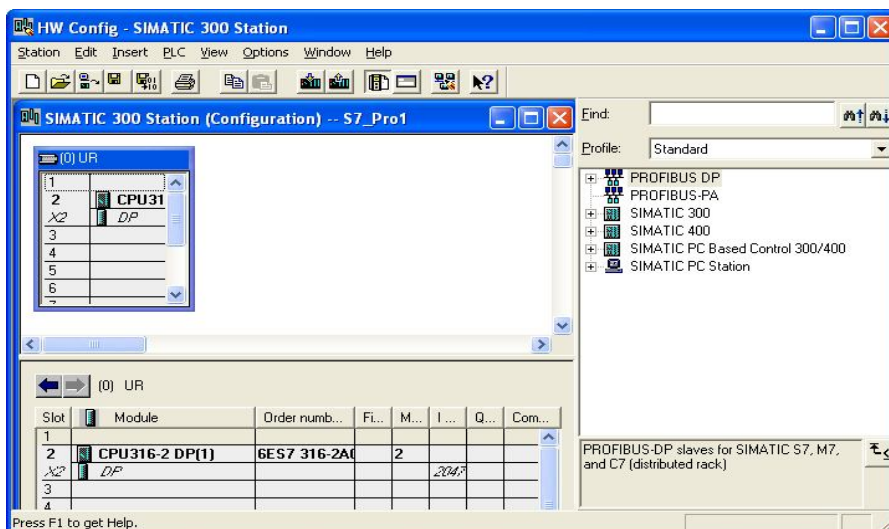 HW Config - SIMATIC 300 Station
Station Edit Insert PLC View Options Window Help
SIMATIC 300 Station (Configuration) -- S7_Pro1
(0) UR
1
2 CPU31
X2 DP
3
4
5
6
Find:
Profile: Standard
PROFIBUS DP
PROFIBUS-PA
SIMATIC 300
SIMATIC 400
SIMATIC PC Based Control 300/400
SIMATIC PC Station
(0) UR
Slot Module Order numb... Fi... M... I ... Q... Com...
1
2 CPU316-2 DP(1) 6ES7 316-2A 2
X2 DP 2047
3
4
PROFIBUS-DP slaves for SIMATIC S7, M7,
and C7 (distributed rack)
Press F1 to get Help.